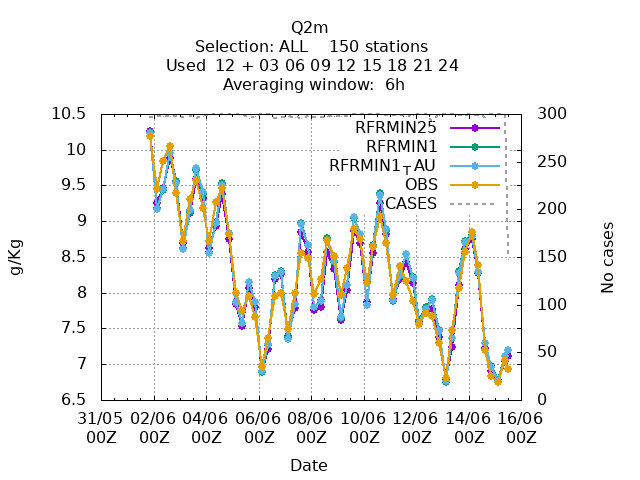 Q2m
Selection: ALL    150 stations
Used  12 + 03 06 09 12 15 18 21 24
Averaging window:  6h
10.5
10
9.5
9
8.5
8
7.5
7
6.5
g/Kg
300
250
200
150
100
50
0
No cases
RFRMIN25
RFRMIN1
RFRMIN1TAU
OBS
CASES
31/05 02/06 04/06 06/06 08/06 10/06 12/06 14/06 16/06
00Z 00Z 00Z 00Z 00Z 00Z 00Z 00Z 00Z
Date